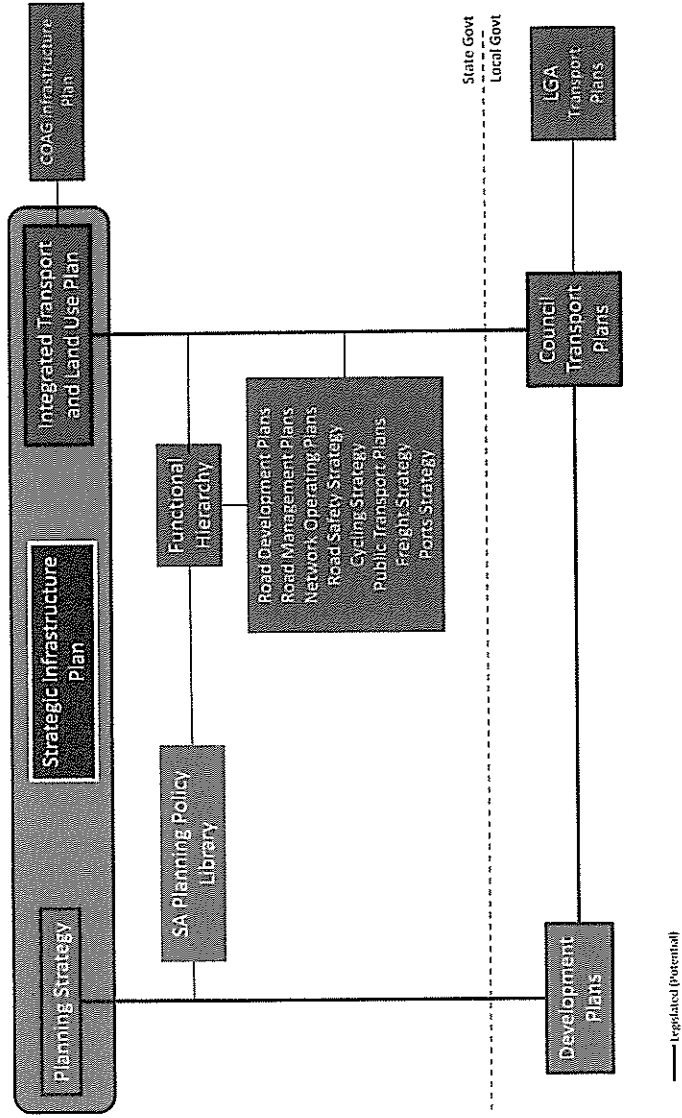 Planning Strategy
Strategic Infrastructure
Plan
Integrated Transport
and Land Use Plan
COAG Infrastructure
Plan
SA Planning Policy
Library
Functional
Hierarchy
Road Development Plans
Road Management Plans
Network Operating Plans
Road Safety Strategy
Cycling Strategy
Public Transport Plans
Freight Strategy
Ports Strategy
State Govt
Local Govt
Development
Plans
Council
Transport
Plans
LGA
Transport
Plans
Legislated (Potential)